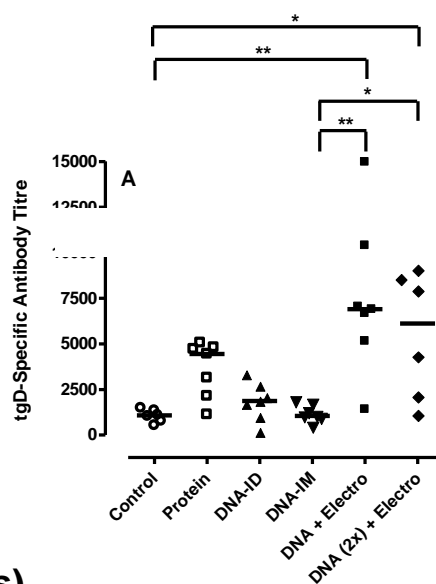 *
**
*
**
A
tgD-Specific Antibody Titre
15000
7500
5000
2500
0
Control
Protein
DNA-ID
DNA-IM
DNA + Electro
DNA (2x) + Electro